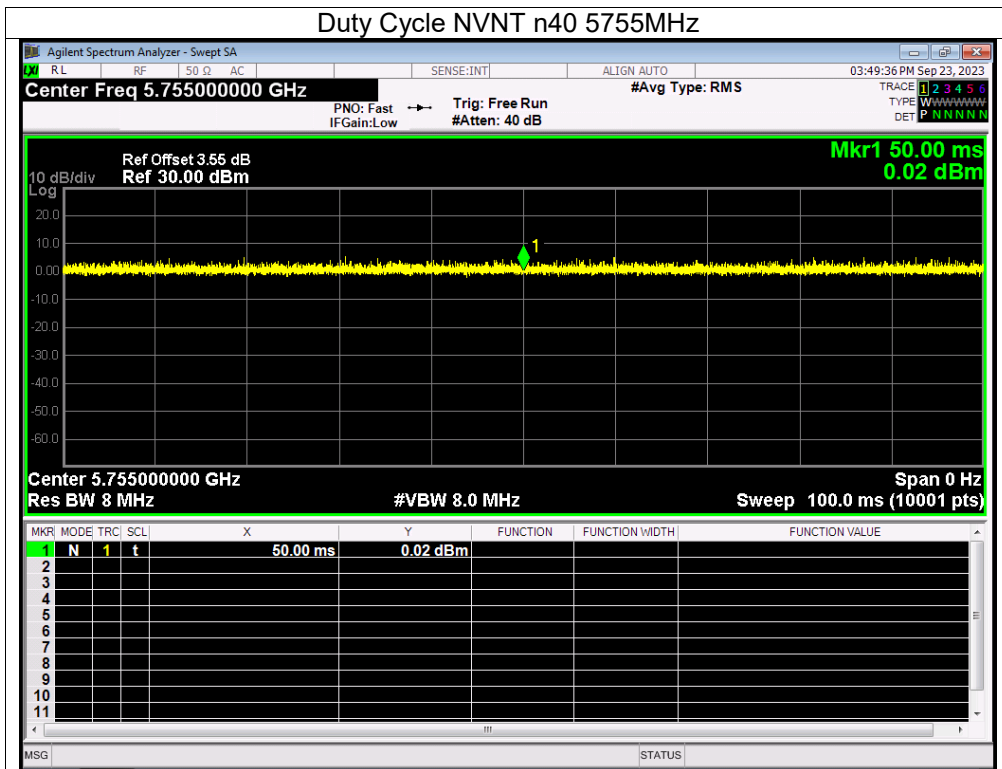 Duty Cycle NVNT n40 5755MHz
Agilent Spectrum Analyzer - Swept SA
LXI RL RF 50 Ω AC SENSE:INT ALIGN AUTO 03:49:36 PM Sep 23, 2023
Center Freq 5.755000000 GHz #Avg Type: RMS TRACE 1 2 3 4 5 6
PNO: Fast Trig: Free Run TYPE WWWWWW
IFGain:Low #Atten: 40 dB DET P N N N N N
Mkr1 50.00 ms
Ref Offset 3.55 dB
10 dB/div Ref 30.00 dBm 0.02 dBm
Log
20.0
10.0
1
0.00
-10.0
-20.0
-30.0
-40.0
-50.0
-60.0
Center 5.755000000 GHz Span 0 Hz
Res BW 8 MHz #VBW 8.0 MHz Sweep 100.0 ms (10001 pts)
MKR MODE TRC SCL X Y FUNCTION FUNCTION WIDTH FUNCTION VALUE
1 N 1 t 50.00 ms 0.02 dBm
2
3
4
5
6
7
8
9
10
11
MSG STATUS